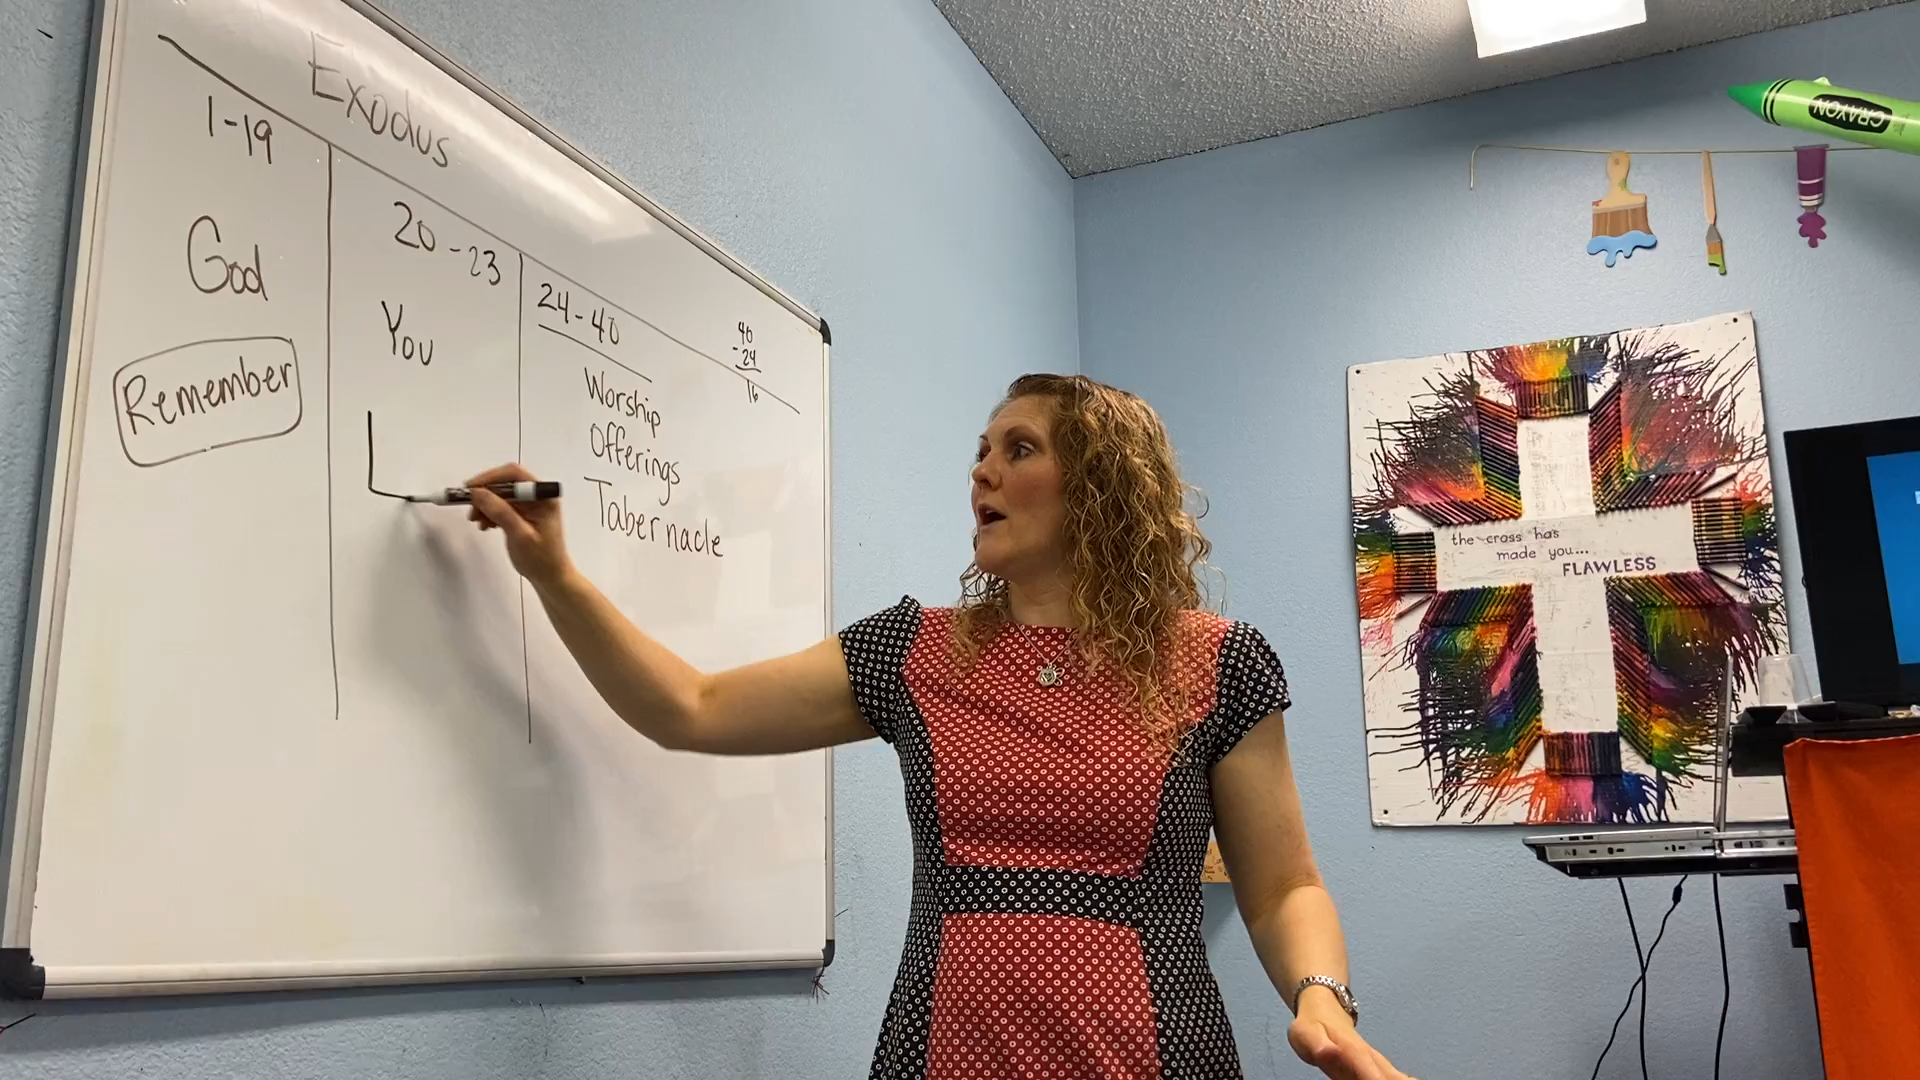 Exodus
1-19
God
Remember
20-23
You
L
24-40
Worship
Offerings
Tabernacle
40
-24
16
the cross has
made you...
FLAWLESS
CRAYON